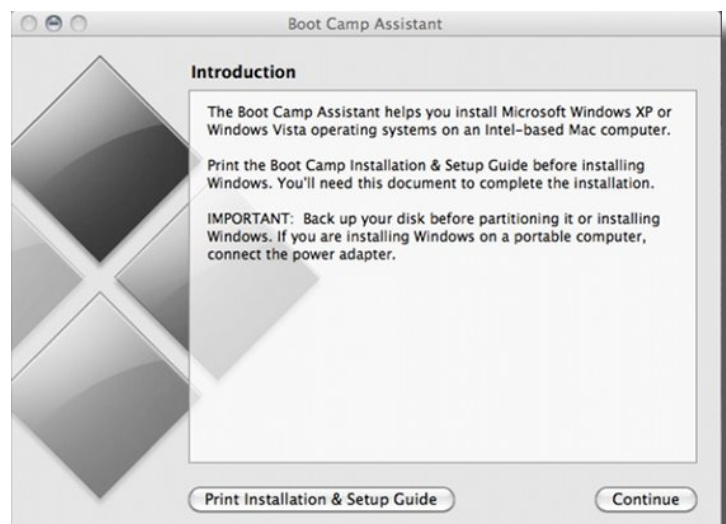 Boot Camp Assistant
Introduction
The Boot Camp Assistant helps you install Microsoft Windows XP or
Windows Vista operating systems on an Intel-based Mac computer.
Print the Boot Camp Installation & Setup Guide before installing
Windows. You'll need this document to complete the installation.
IMPORTANT: Back up your disk before partitioning it or installing
Windows. If you are installing Windows on a portable computer,
connect the power adapter.
Print Installation & Setup Guide
Continue